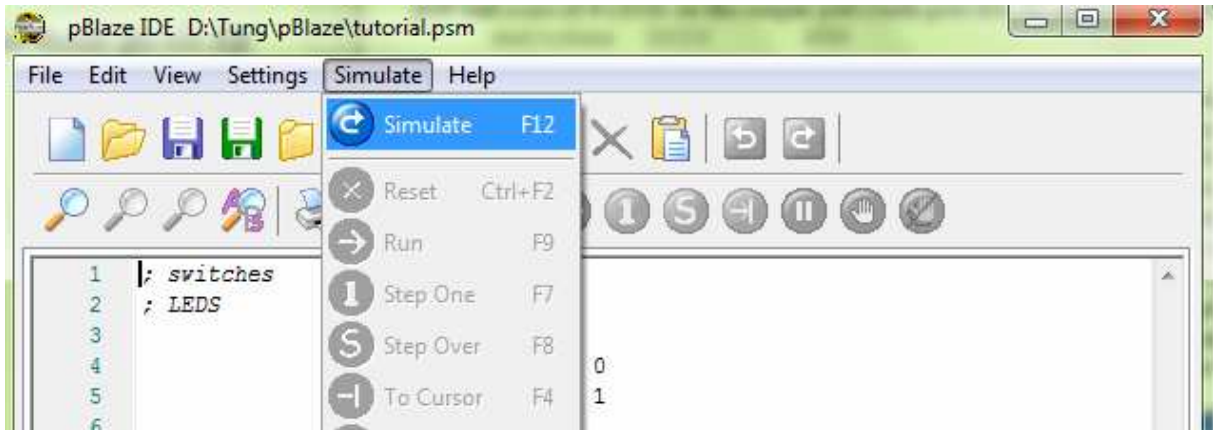 pBlaze IDE D:\Tung\pBlaze\tutorial.psm
File Edit View Settings Simulate Help
Simulate F12
Reset Ctrl+F2
Run F9
Step One F7
Step Over F8
To Cursor F4
1 ; switches
2 ; LEDS
3
4 0
5 1
6